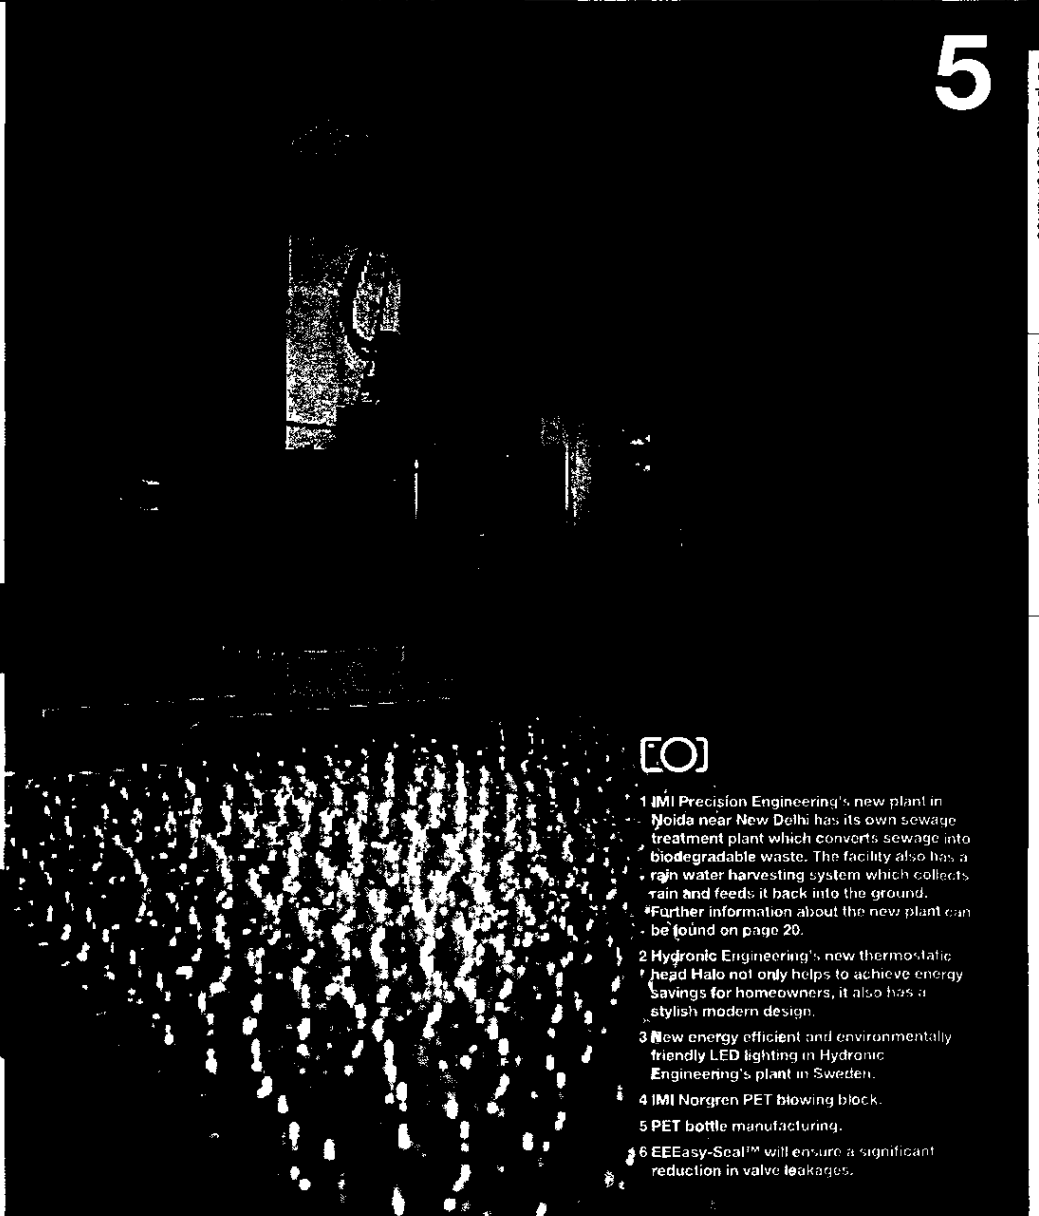 5
1 IMI Precision Engineering's new plant in
Noida near New Delhi has its own sewage
treatment plant which converts sewage into
biodegradable waste. The facility also has a
rain water harvesting system which collects
rain and feeds it back into the ground.
Further information about the new plant can
be found on page 20.
2 Hydronic Engineering's new thermostatic
head Halo not only helps to achieve energy
savings for homeowners, it also has a
stylish modern design.
3 New energy efficient and environmentally
friendly LED lighting in Hydronic
Engineering's plant in Sweden.
4 IMI Norgren PET blowing block.
5 PET bottle manufacturing.
6 EEEasy-Seal™ will ensure a significant
reduction in valve leakages.